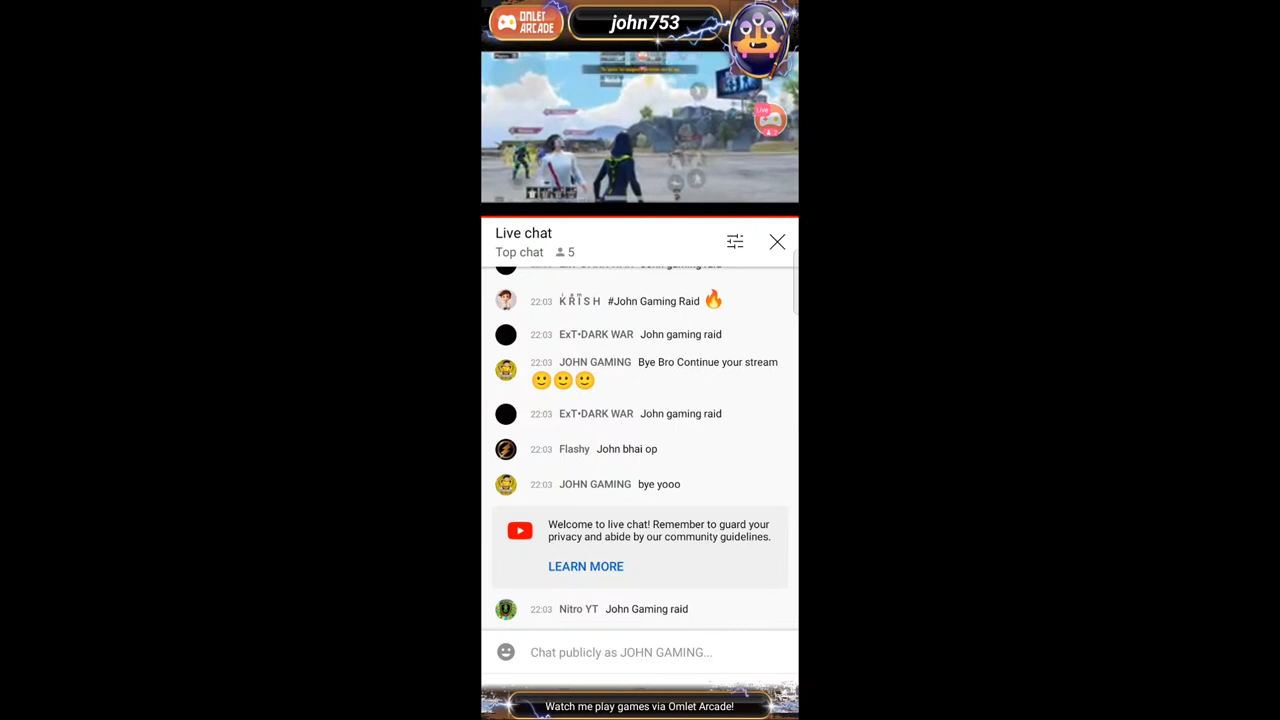 OMLET
ARCADE
john753
Live
Live chat
Top chat 5
22:03 K R I S H #John Gaming Raid 🔥
22:03 ExT•DARK WAR John gaming raid
22:03 JOHN GAMING Bye Bro Continue your stream
🙂🙂🙂
22:03 ExT•DARK WAR John gaming raid
22:03 Flashy John bhai op
22:03 JOHN GAMING bye yooo
Welcome to live chat! Remember to guard your
privacy and abide by our community guidelines.
LEARN MORE
22:03 Nitro YT John Gaming raid
Chat publicly as JOHN GAMING...
Watch me play games via Omlet Arcade!